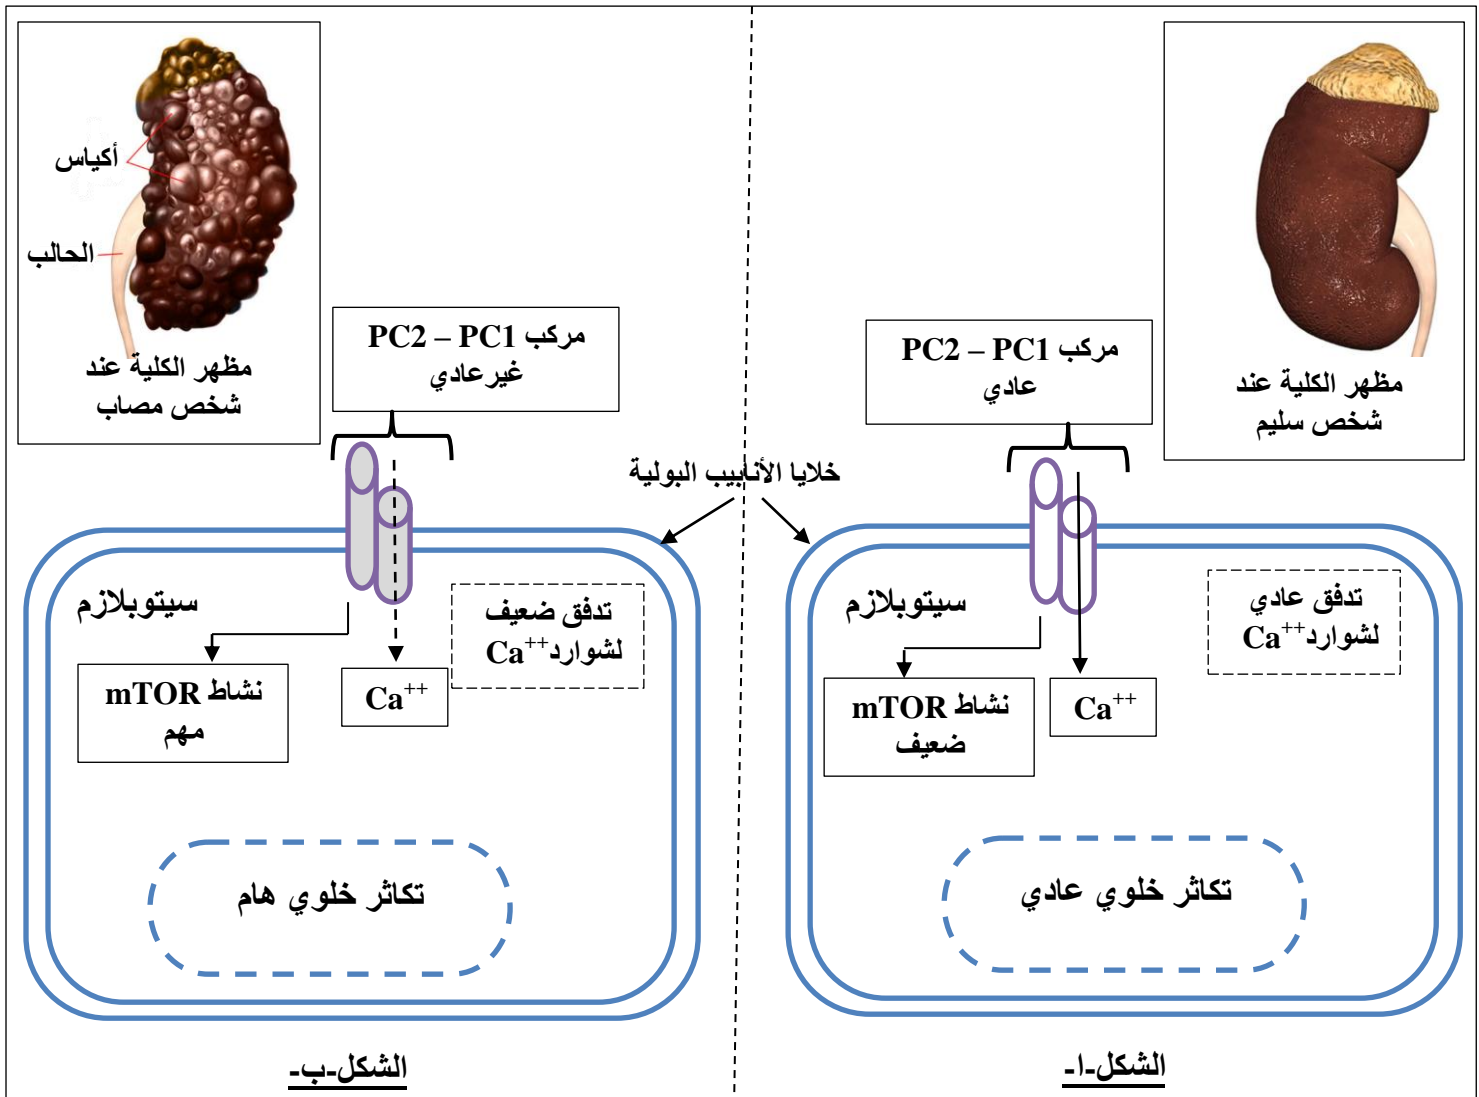 مظهر الكلية عند
شخص سليم
مركب PC2 – PC1
عادي
خلايا الأنابيب البولية
سيتوبلازم
تدفق عادي
لشوارد Ca⁺⁺
نشاط mTOR
ضعيف
Ca⁺⁺
تكاثر خلوي عادي
الشكل-ا-
أكياس
الحالب
مظهر الكلية عند
شخص مصاب
مركب PC2 – PC1
غيرعادي
سيتوبلازم
تدفق ضعيف
لشوارد Ca⁺⁺
نشاط mTOR
مهم
Ca⁺⁺
تكاثر خلوي هام
الشكل-ب-